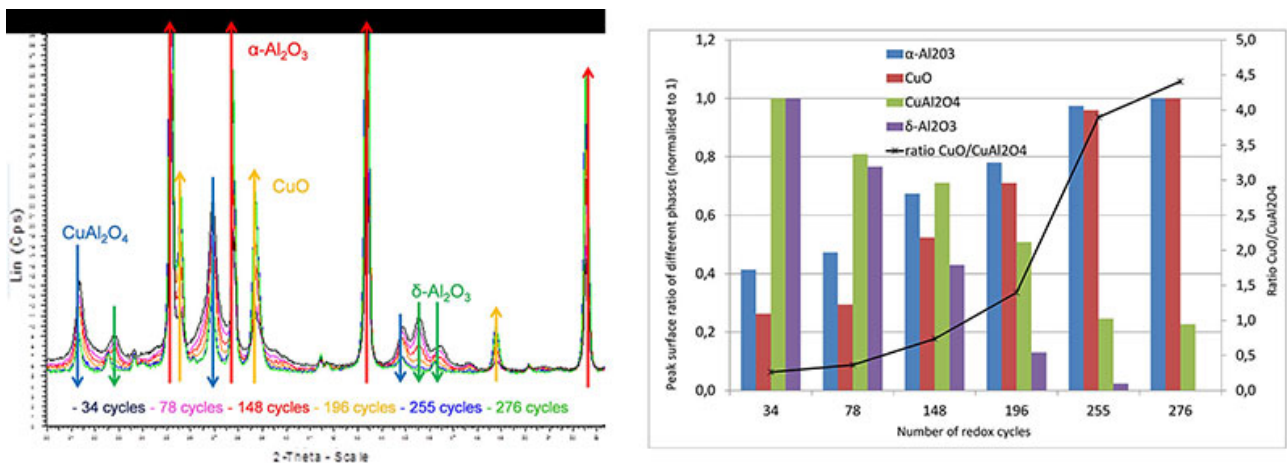 α-Al₂O₃
CuO
CuAl₂O₄
δ-Al₂O₃
Lin (Cps)
- 34 cycles - 78 cycles - 148 cycles - 196 cycles - 255 cycles - 276 cycles
2-Theta - Scale
1,2
1,0
0,8
0,6
0,4
0,2
0,0
Peak surface ratio of different phases (normalised to 1)
α-Al2O3
CuO
CuAl2O4
δ-Al2O3
ratio CuO/CuAl2O4
5,0
4,5
4,0
3,5
3,0
2,5
2,0
1,5
1,0
0,5
0,0
Ratio CuO/CuAl2O4
34 78 148 196 255 276
Number of redox cycles